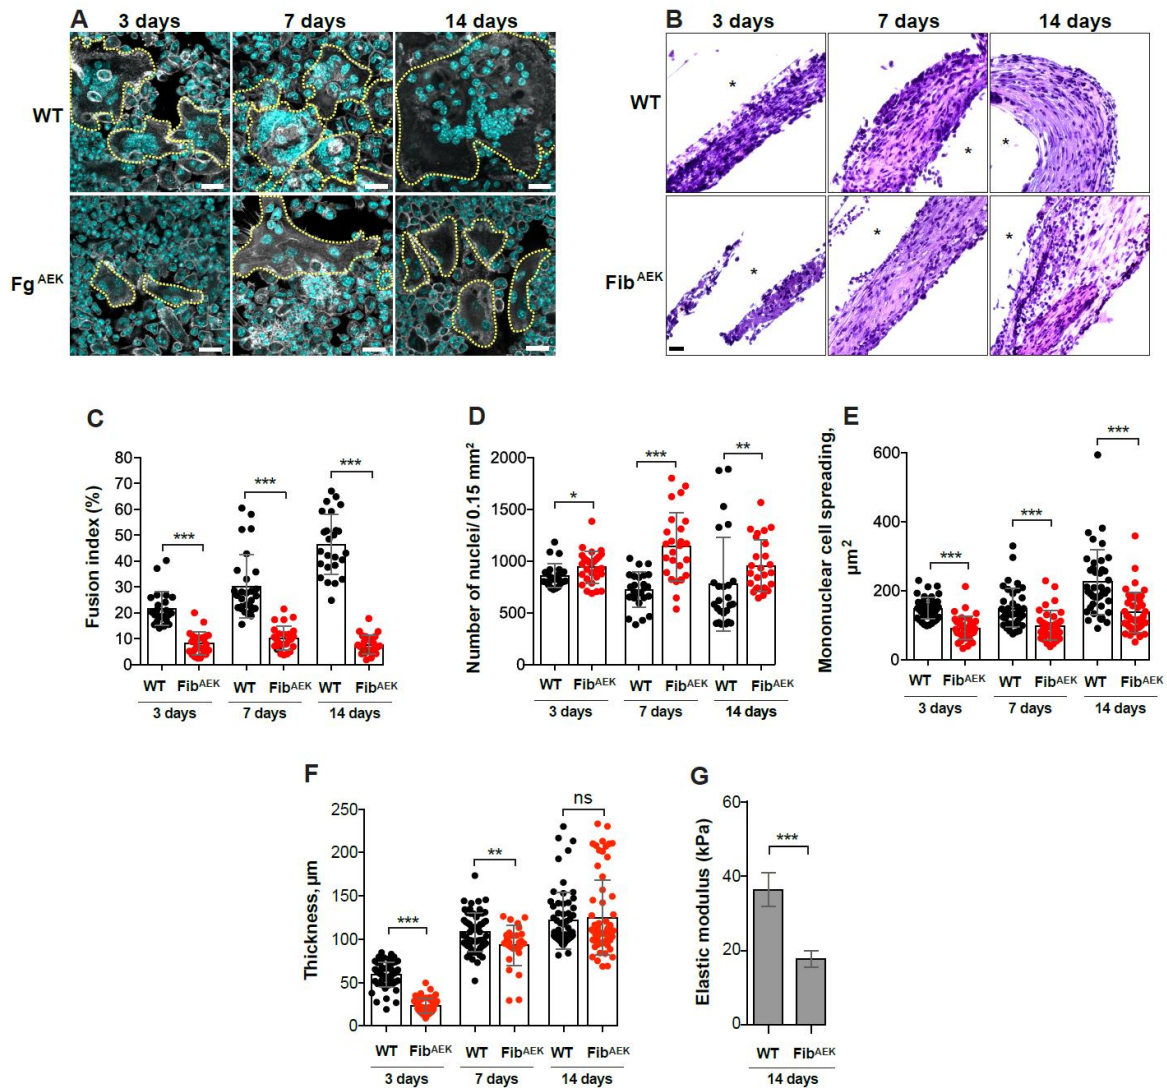 A 3 days 7 days 14 days
WT
Fg^AEK
B 3 days 7 days 14 days
WT
* * *
Fib^AEK
* * *
C
Fusion index (%)
80
70
60
50
40
30
20
10
0
*** *** ***
WT Fib^AEK WT Fib^AEK WT Fib^AEK
3 days 7 days 14 days
D
Number of nuclei/ 0.15 mm²
2000
1500
1000
500
0
* *** **
WT Fib^AEK WT Fib^AEK WT Fib^AEK
3 days 7 days 14 days
E
Mononuclear cell spreading,
µm²
600
400
200
0
*** *** ***
WT Fib^AEK WT Fib^AEK WT Fib^AEK
3 days 7 days 14 days
F
Thickness, µm
250
200
150
100
50
0
*** ** ns
WT Fib^AEK WT Fib^AEK WT Fib^AEK
3 days 7 days 14 days
G
Elastic modulus (kPa)
60
40
20
0
***
WT Fib^AEK
14 days